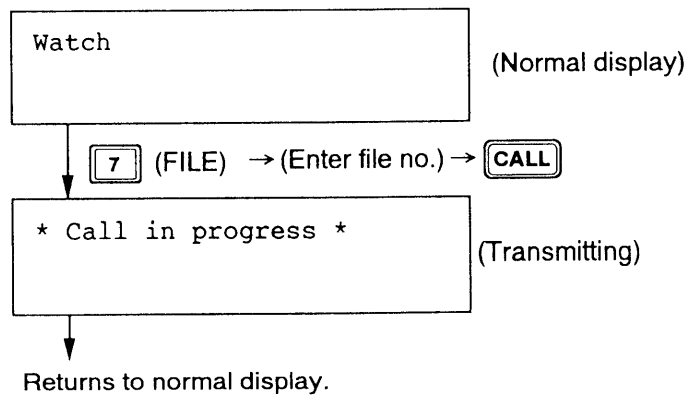 Watch
(Normal display)
7 (FILE) → (Enter file no.) → CALL
* Call in progress *
(Transmitting)
Returns to normal display.